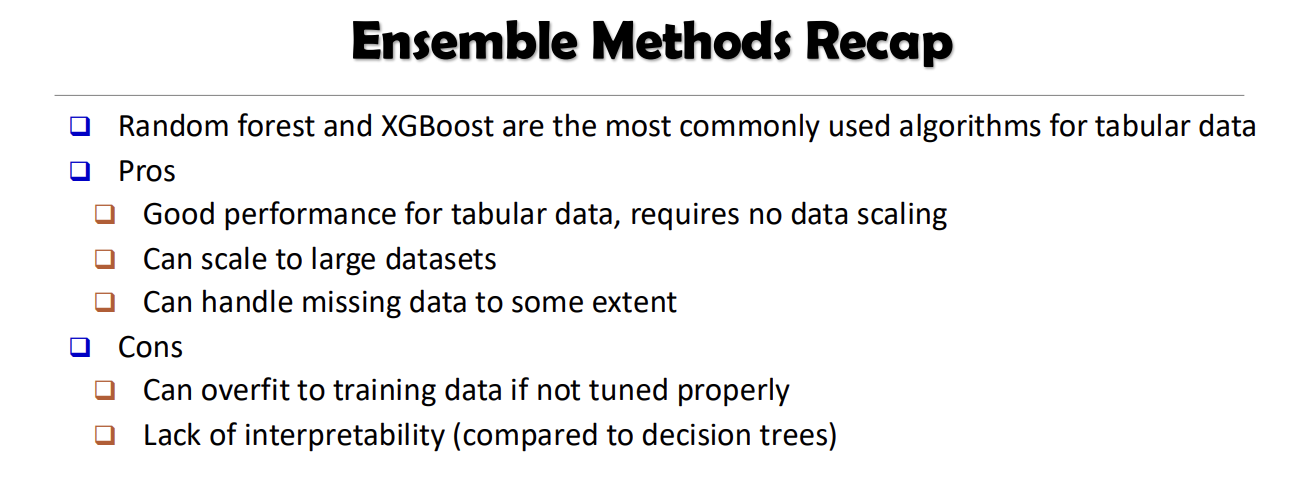 Ensemble Methods Recap
Random forest and XGBoost are the most commonly used algorithms for tabular data
Pros
Good performance for tabular data, requires no data scaling
Can scale to large datasets
Can handle missing data to some extent
Cons
Can overfit to training data if not tuned properly
Lack of interpretability (compared to decision trees)